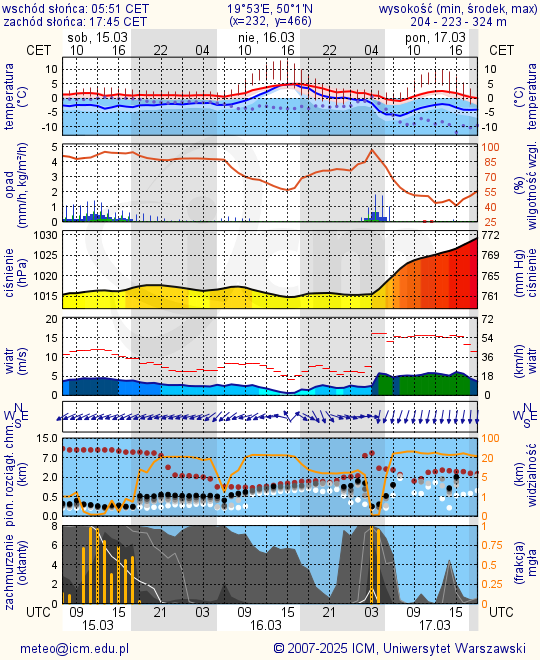 wschód słońca: 05:51 CET 19°53'E, 50°1'N wysokość (min, środek, max)
zachód słońca: 17:45 CET (x=232, y=466) 204 - 223 - 324 m
sob, 15.03 nie, 16.03 pon, 17.03
CET 10 16 22 04 10 16 22 04 10 16 CET
temperatura
(°C)
10
5
0
-5
-10
10
5
0
-5
-10
(°C)
temperatura
opad
(mm/h, kg/m²/h)
5
4
3
2
1
0
100
85
70
55
40
25
(%)
wilgotność wzgl.
ciśnienie
(hPa)
1030
1025
1020
1015
772
769
765
761
(mm Hg)
ciśnienie
wiatr
(m/s)
20
15
10
5
0
72
54
36
18
0
(km/h)
wiatr
N
W E
S
N
W E
S
pion. rozciągł. chm.
(km)
15.0
7.0
2.0
0.5
0.0
100
20
5
1
0
(km)
widzialność
zachmurzenie
(oktanty)
8
6
4
2
0
1
0.75
0.5
0.25
0
(frakcja)
mgła
UTC 09 15 21 03 09 15 21 03 09 15 UTC
15.03 16.03 17.03
meteo@icm.edu.pl © 2007-2025 ICM, Uniwersytet Warszawski